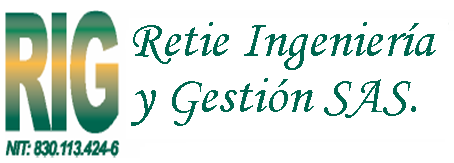 RIG
NIT: 830.113.424-6
Retie Ingeniería
y Gestión SAS.